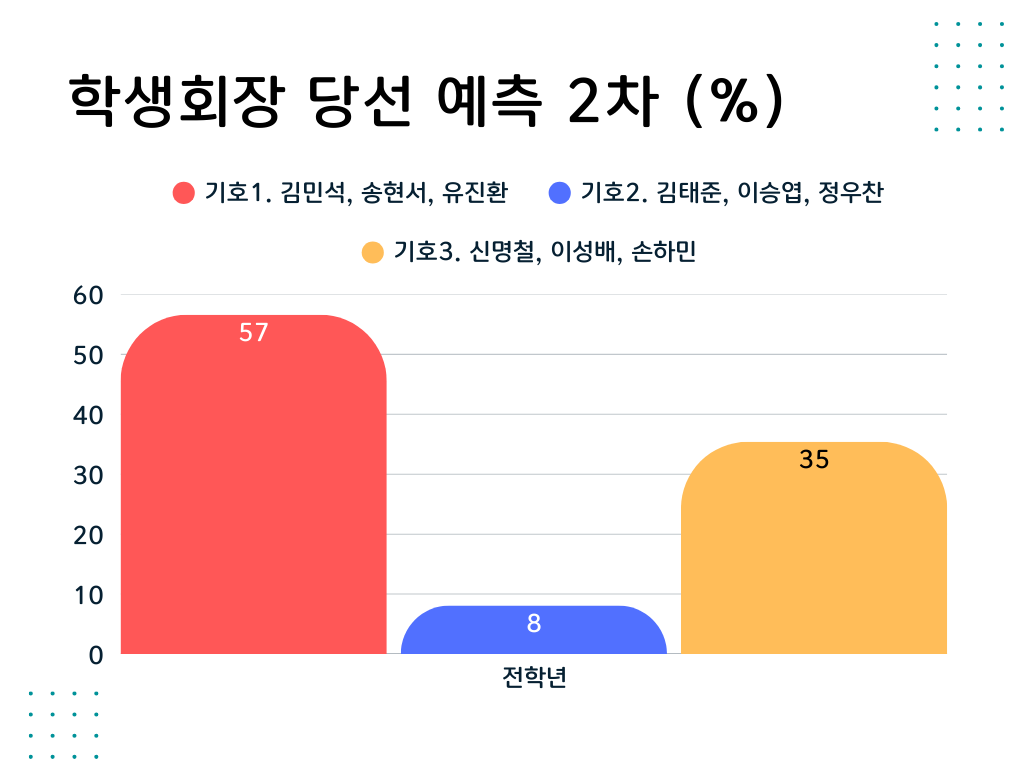 학생회장 당선 예측 2차 (%)
기호1. 김민석, 송현서, 유진환 기호2. 김태준, 이승엽, 정우찬
기호3. 신명철, 이성배, 손하민
60
57
50
40
35
30
20
10
8
0
전학년